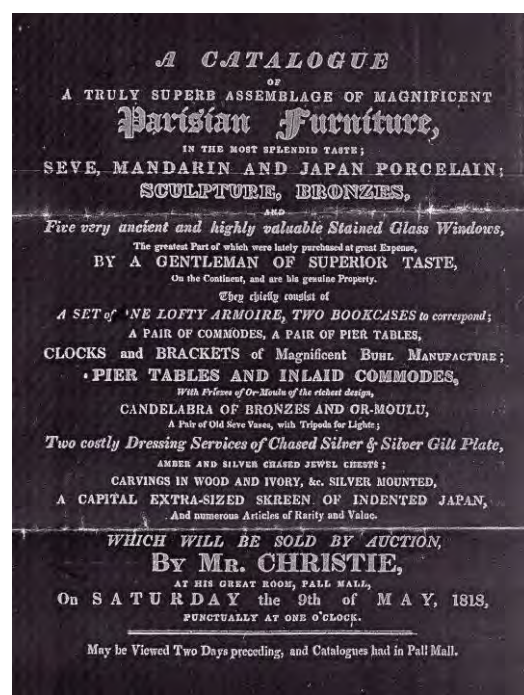 A CATALOGUE
OF
A TRULY SUPERB ASSEMBLAGE OF MAGNIFICENT
Parisian Furniture,
IN THE MOST SPLENDID TASTE;
SEVE, MANDARIN AND JAPAN PORCELAIN;
SCULPTURE, BRONZES,
AND
Five very ancient and highly valuable Stained Glass Windows,
The greatest Part of which were lately purchased at great Expense,
BY A GENTLEMAN OF SUPERIOR TASTE,
On the Continent, and are his genuine Property.
They chiefly consist of
A SET of NE LOFTY ARMOIRE, TWO BOOKCASES to correspond;
A PAIR OF COMMODES, A PAIR OF PIER TABLES,
CLOCKS and BRACKETS of Magnificent BUHL MANUFACTURE;
PIER TABLES AND INLAID COMMODES,
With Friezes of Or-Moulu of the richest design,
CANDELABRA OF BRONZES AND OR-MOULU,
A Pair of Old Seve Vases, with Tripods for Lights;
Two costly Dressing Services of Chased Silver & Silver Gilt Plate,
AMBER AND SILVER CHASED JEWEL CHESTS;
CARVINGS IN WOOD AND IVORY, &c. SILVER MOUNTED,
A CAPITAL EXTRA-SIZED SKREEN OF INDENTED JAPAN,
And numerous Articles of Rarity and Value.
WHICH WILL BE SOLD BY AUCTION,
BY MR. CHRISTIE,
AT HIS GREAT ROOM, PALL MALL,
On SATURDAY the 9th of MAY, 1818,
PUNCTUALLY AT ONE O'CLOCK.
May be Viewed Two Days preceding, and Catalogues had in Pall Mall.